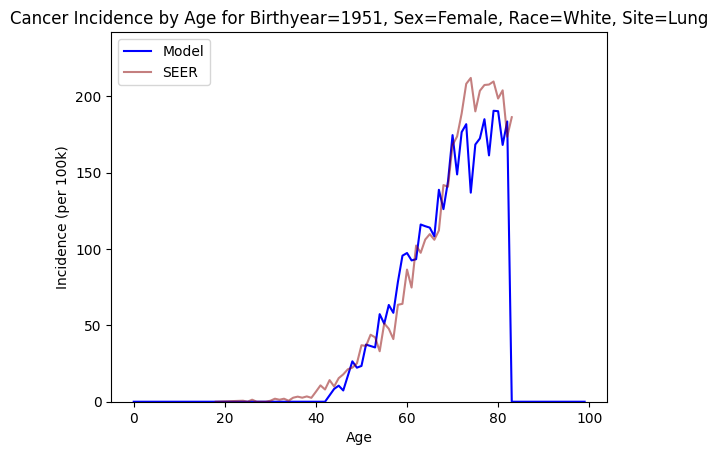 Cancer Incidence by Age for Birthyear=1951, Sex=Female, Race=White, Site=Lung
Model
SEER
200
150
100
50
0
Incidence (per 100k)
0 20 40 60 80 100
Age